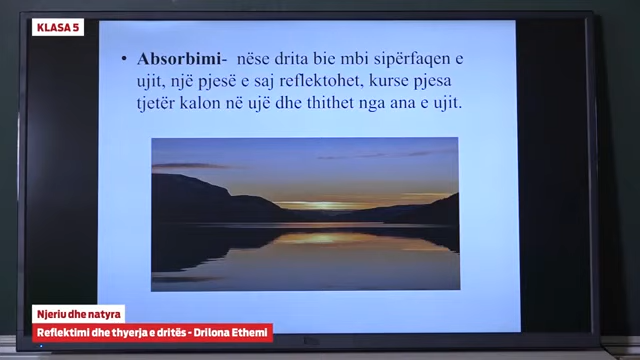 KLASA 5
• Absorbimi- nëse drita bie mbi sipërfaqen e
ujit, një pjesë e saj reflektohet, kurse pjesa
tjetër kalon në ujë dhe thithet nga ana e ujit.
Njeriu dhe natyra
Reflektimi dhe thyerja e dritës - Drilona Ethemi